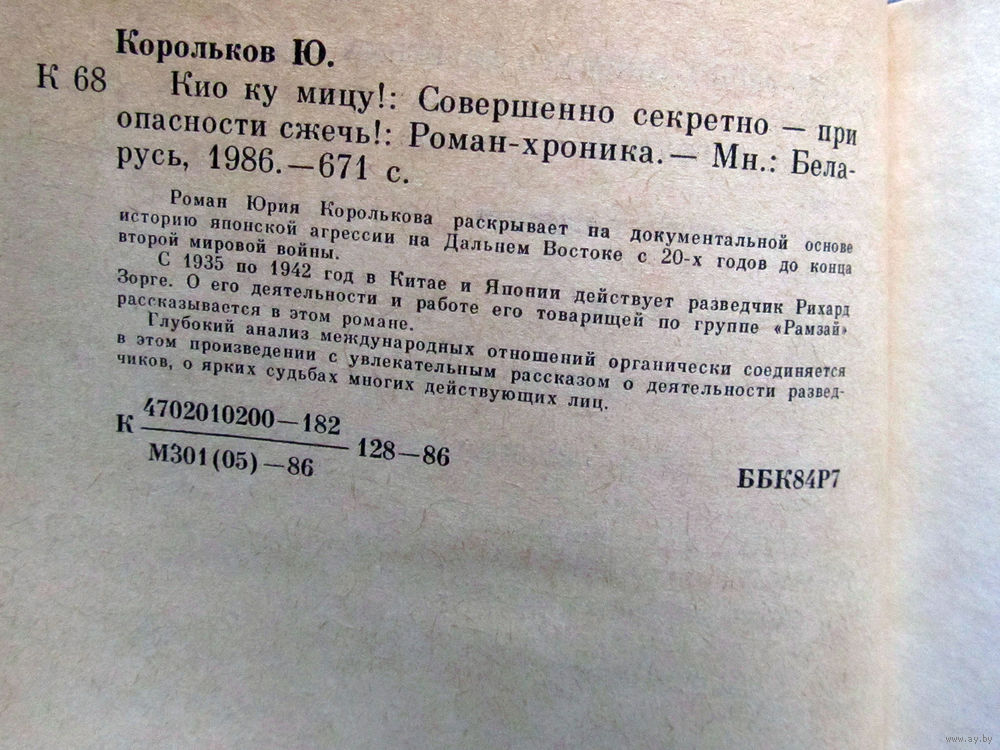 Корольков Ю.
К 68
Кио ку мицу!: Совершенно секретно — при
опасности сжечь!: Роман-хроника.— Мн.: Бела-
русь, 1986.—671 с.
Роман Юрия Королькова раскрывает на документальной основе
историю японской агрессии на Дальнем Востоке с 20-х годов до конца
второй мировой войны.
С 1935 по 1942 год в Китае и Японии действует разведчик Рихард
Зорге. О его деятельности и работе его товарищей по группе «Рамзай»
рассказывается в этом романе.
Глубокий анализ международных отношений органически соединяется
в этом произведении с увлекательным рассказом о деятельности развед-
чиков, о ярких судьбах многих действующих лиц.
К 4702010200—182 128—86
М301(05)—86
ББК84Р7
www.ay.by